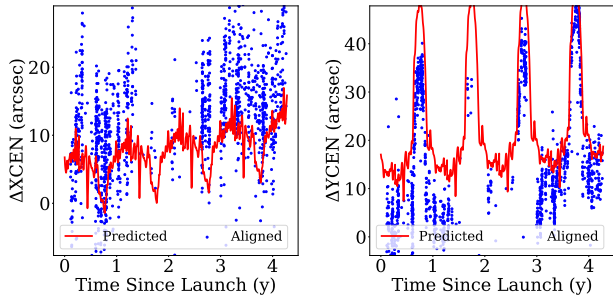 ΔXCEN (arcsec)
20
10
0
Predicted
Aligned
0 1 2 3 4
Time Since Launch (y)
ΔYCEN (arcsec)
40
30
20
10
0
Predicted
Aligned
0 1 2 3 4
Time Since Launch (y)